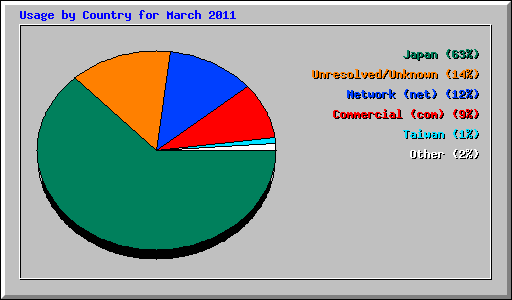 Usage by Country for March 2011
Japan (63%)
Unresolved/Unknown (14%)
Network (net) (12%)
Commercial (com) (9%)
Taiwan (1%)
Other (2%)